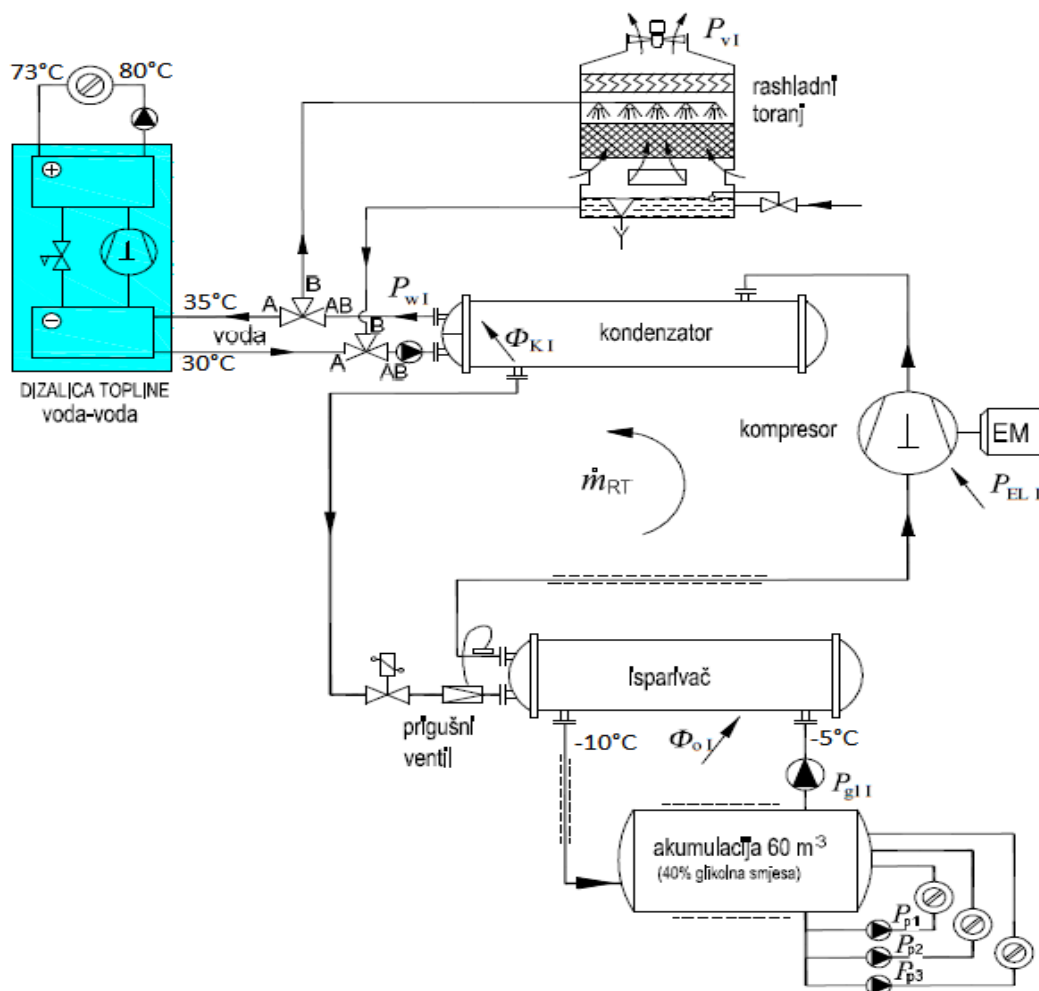 73°C
80°C
P_vI
rashladni
toranj
B
35°C
A
AB
P_wI
voda
B
30°C
A
AB
DIZALICA TOPLINE
voda-voda
kondenzator
Φ_KI
kompresor
EM
P_EL I
ṁ_RT
isparivač
prigušni
ventil
-10°C
Φ_oI
-5°C
P_gl I
akumulacija 60 m³
(40% glikolna smjesa)
P_p1
P_p2
P_p3